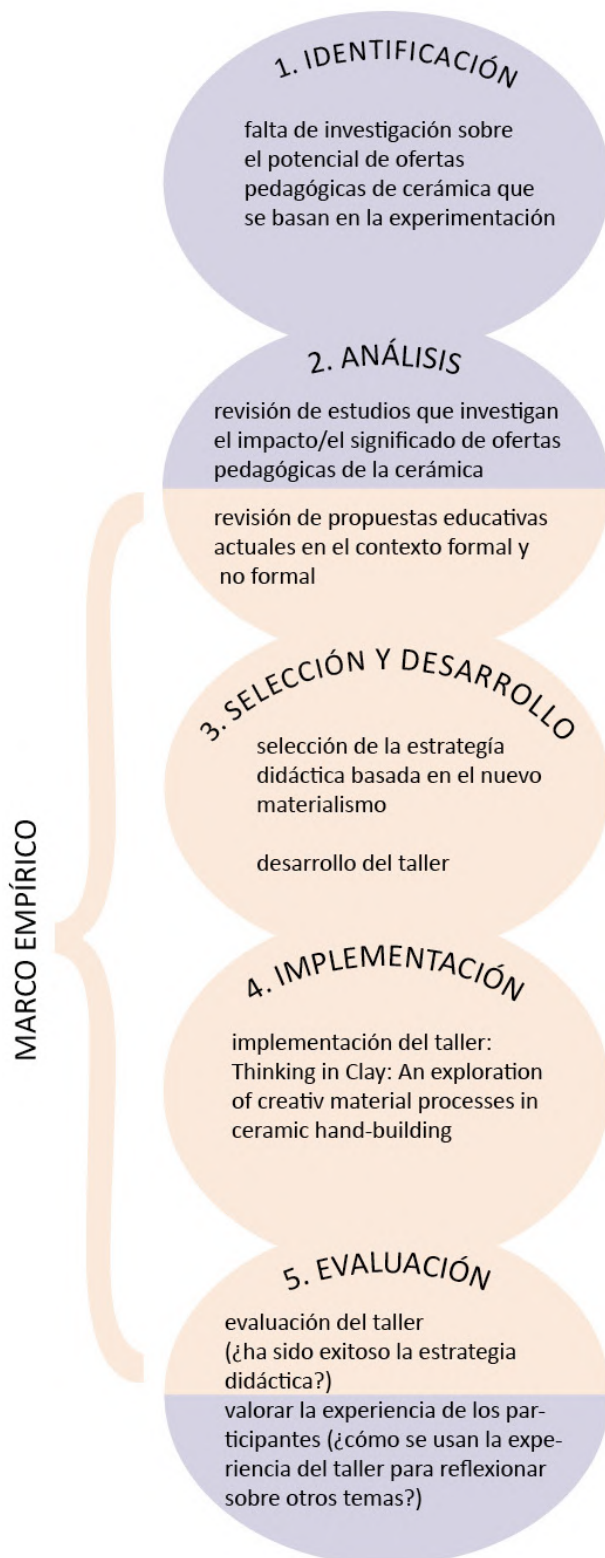 1. IDENTIFICACIÓN
falta de investigación sobre
el potencial de ofertas
pedagógicas de cerámica que
se basan en la experimentación
2. ANÁLISIS
revisión de estudios que investigan
el impacto/el significado de ofertas
pedagógicas de la cerámica
revisión de propuestas educativas
actuales en el contexto formal y
no formal
3. SELECCIÓN Y DESARROLLO
selección de la estrategía
didáctica basada en el nuevo
materialismo
desarrollo del taller
MARCO EMPÍRICO
4. IMPLEMENTACIÓN
implementación del taller:
Thinking in Clay: An exploration
of creativ material processes in
ceramic hand-building
5. EVALUACIÓN
evaluación del taller
(¿ha sido exitoso la estrategia
didáctica?)
valorar la experiencia de los par-
ticipantes (¿cómo se usan la expe-
riencia del taller para reflexionar
sobre otros temas?)